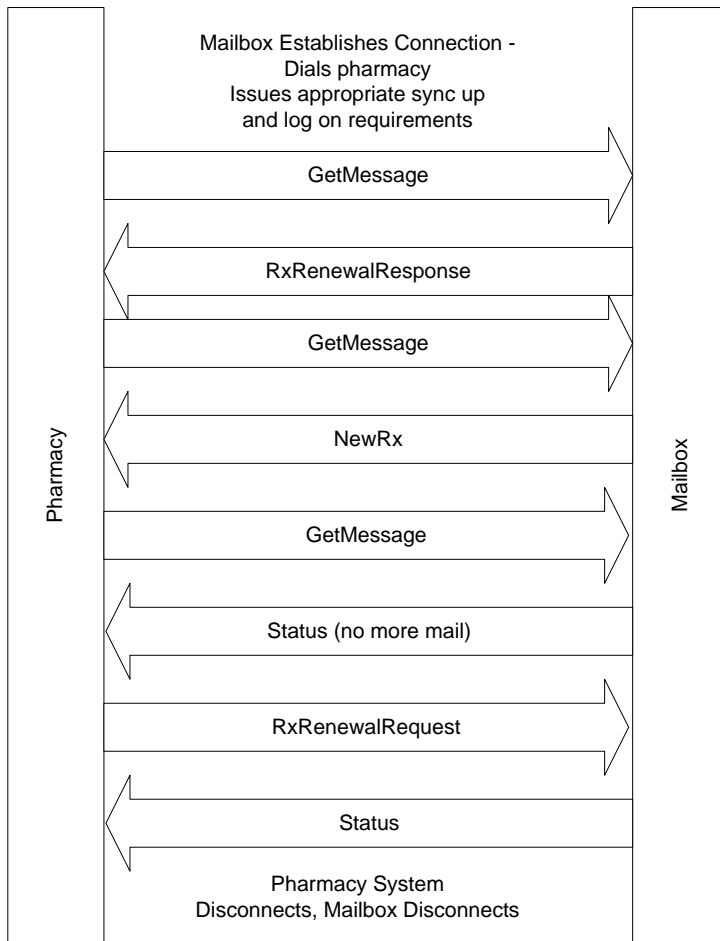 Mailbox Establishes Connection -
Dials pharmacy
Issues appropriate sync up
and log on requirements
GetMessage
RxRenewalResponse
GetMessage
NewRx
Pharmacy
Mailbox
GetMessage
Status (no more mail)
RxRenewalRequest
Status
Pharmacy System
Disconnects, Mailbox Disconnects